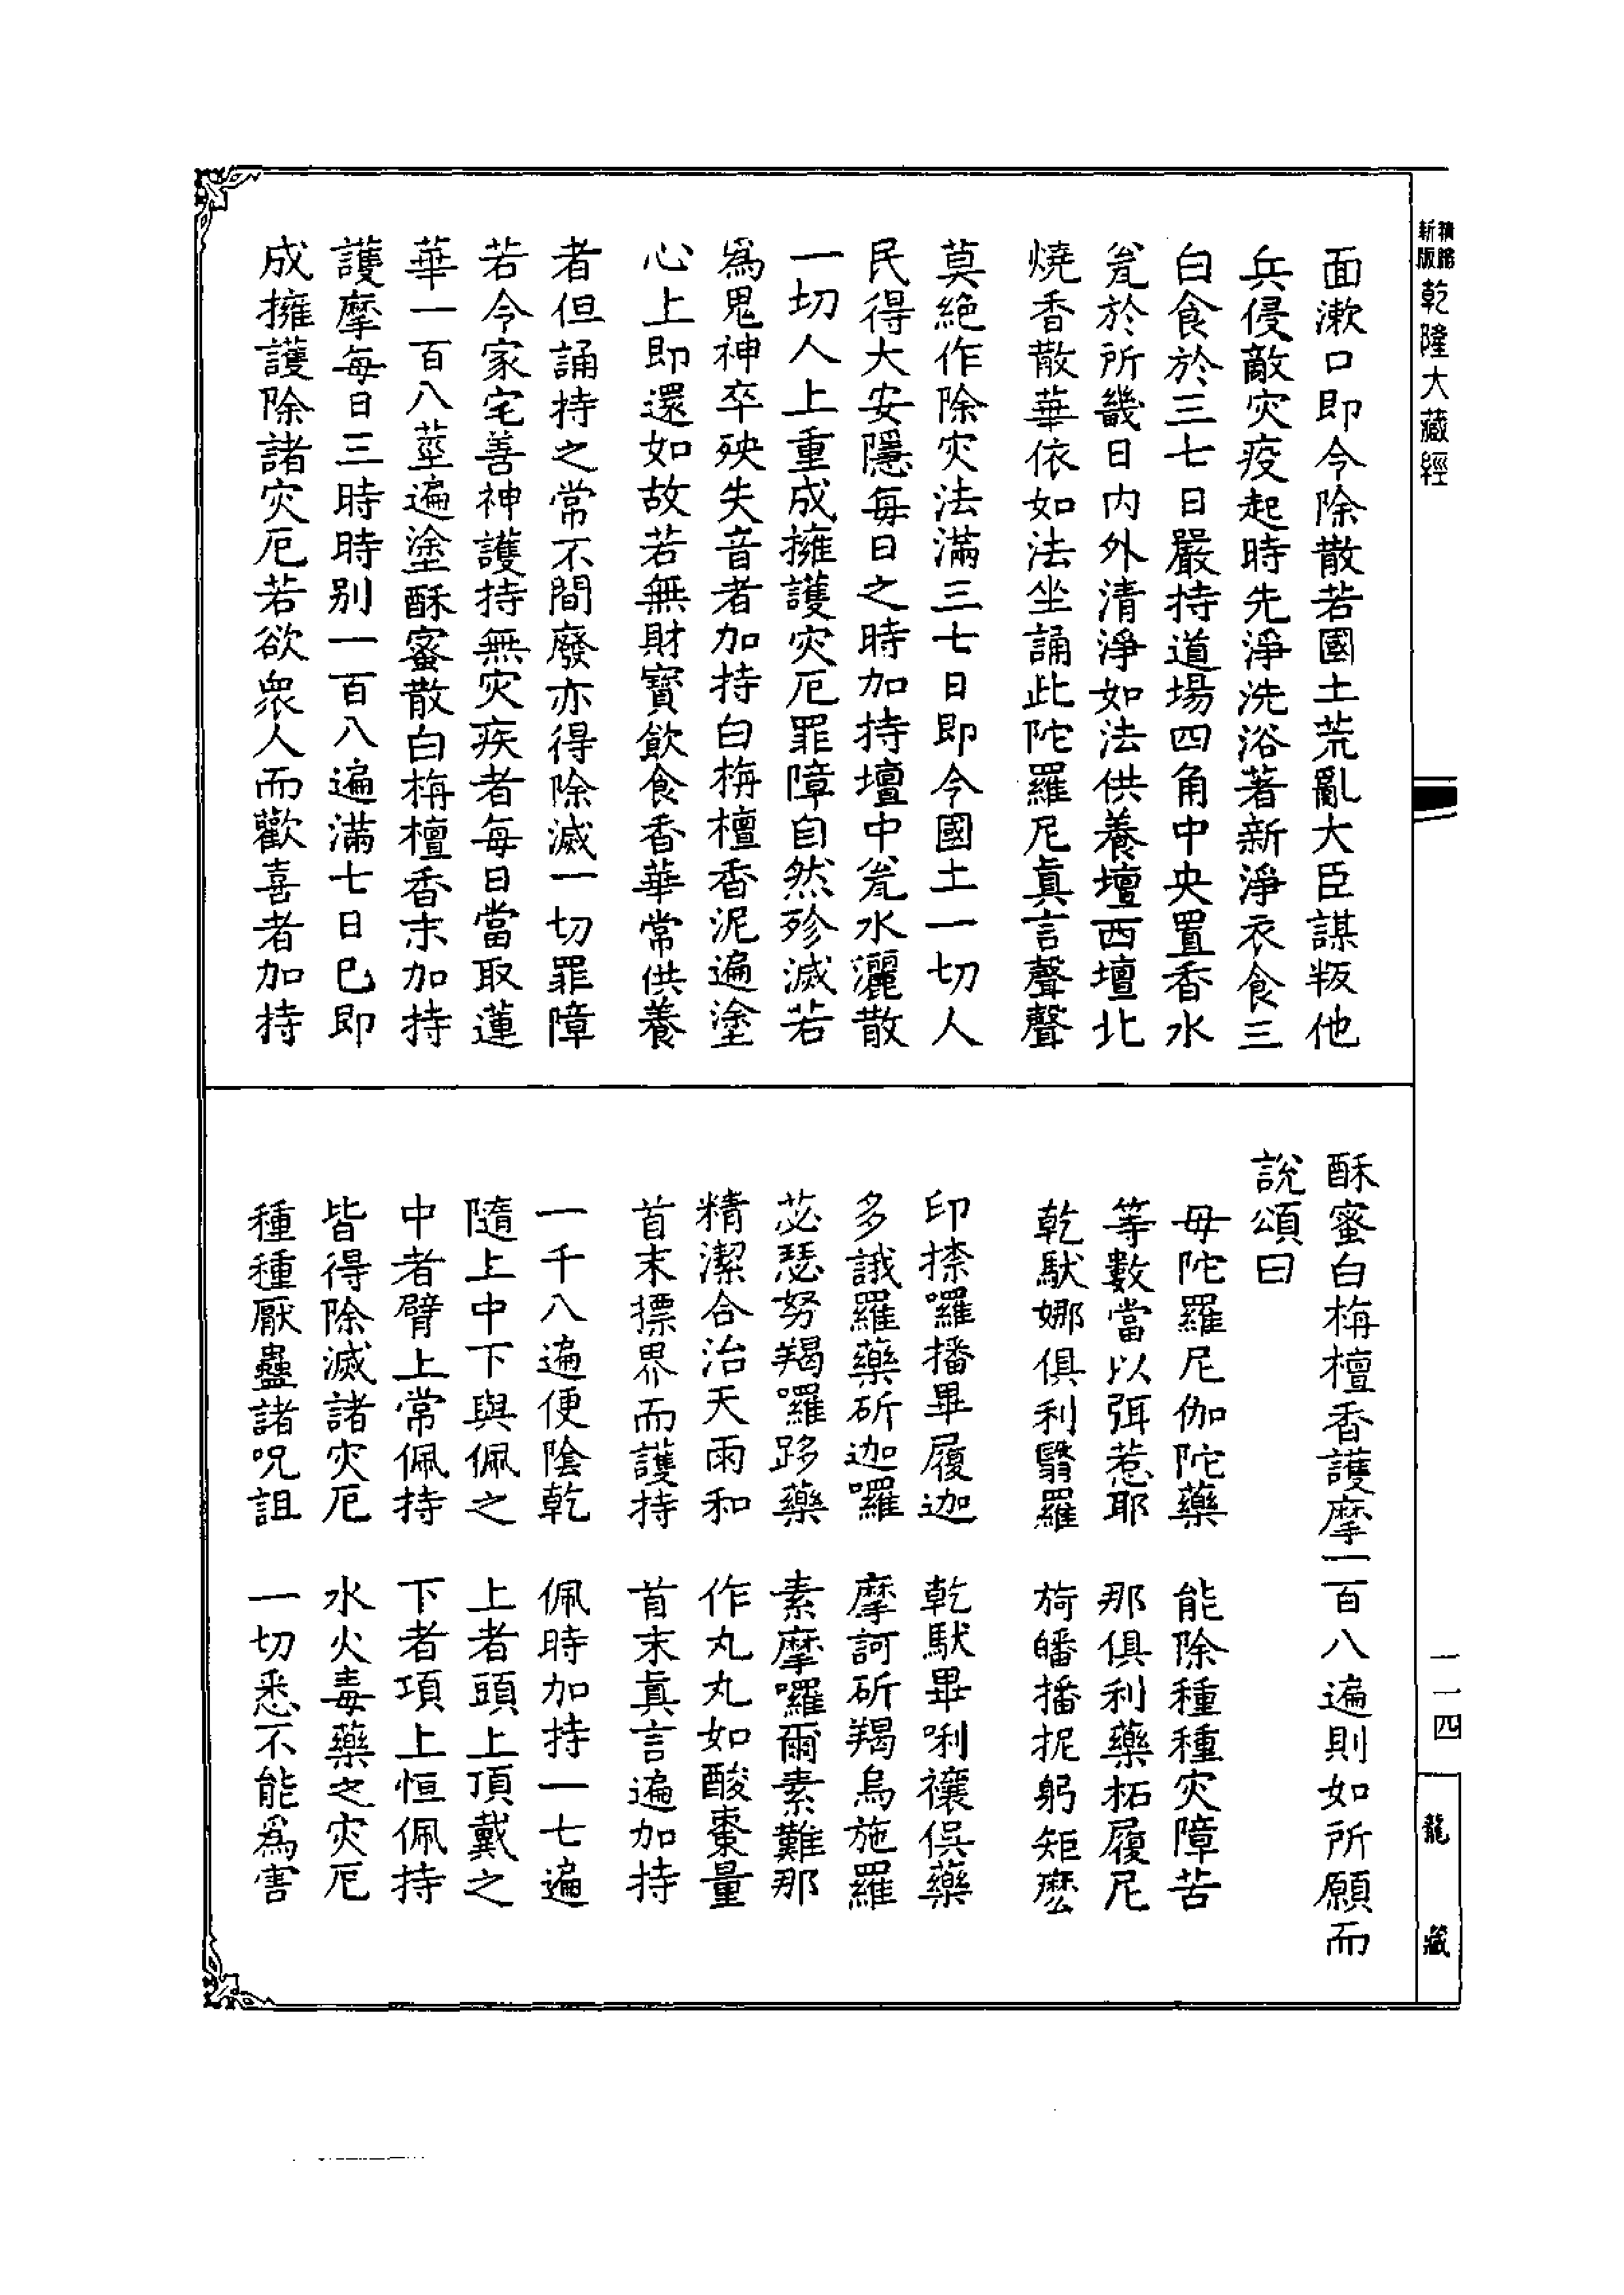 新版 精縮 乾隆大藏經
面漱口即令除散若國土荒亂大臣謀叛他
兵侵敵灾疫起時先淨洗浴著新淨衣食三
白食於三七日嚴持道場四角中央置香水
瓮於所畿日内外清淨如法供養壇西壇北
燒香散華依如法坐誦此陀羅尼眞言聲聲
莫絶作除灾法滿三七日即令國土一切人
民得大安隱每日之時加持壇中瓮水灑散
一切人上重成擁護灾厄罪障自然殄滅若
爲鬼神卒殃失音者加持白栴檀香泥遍塗
心上即還如故若無財寳飲食香華常供養
者但誦持之常不間廢亦得除滅一切罪障
若令家宅善神護持無灾疾者每日當取蓮
華一百八莖遍塗酥蜜散白栴檀香末加持
護摩每日三時時别一百八遍滿七日已即
成擁護除諸灾厄若欲衆人而歡喜者加持
酥蜜白栴檀香護摩一百八遍則如所願而
説頌曰
毋陀羅尼伽陀藥　能除種種灾障苦
等數當以弭惹耶　那俱利藥柘履尼
乾馱娜俱利翳羅　旖皤播抳躬矩麽
印捺囉播畢履迦　乾馱畢唎禳俱藥
多誐羅藥斫迦囉　摩訶斫羯烏施羅
苾瑟努羯囉跢藥　素摩囉爾素難那
精潔合治天雨和　作丸丸如酸棗量
首末摽界而護持　首末眞言遍加持
一千八遍便陰乾　佩時加持一七遍
隨上中下與佩之　上者頭上頂戴之
中者臂上常佩持　下者項上恒佩持
皆得除滅諸灾厄　水火毒藥之灾厄
種種厭蠱諸呪詛　一切悉不能爲害
一一四
龍藏